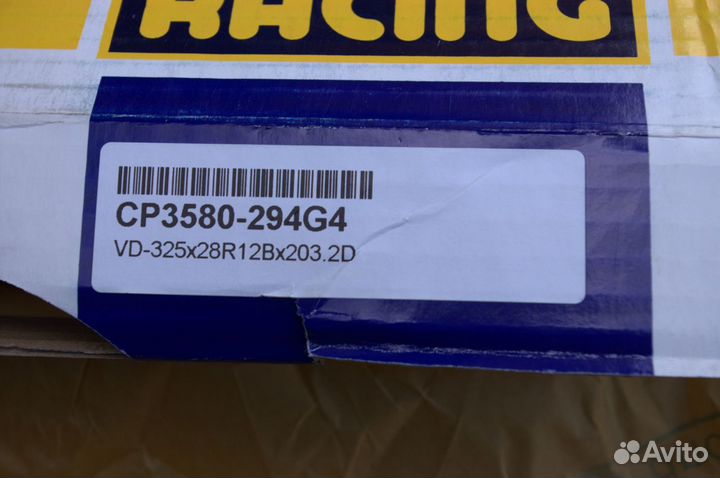 RACING
CP3580-294G4
VD-325x28R12Bx203.2D
Avito